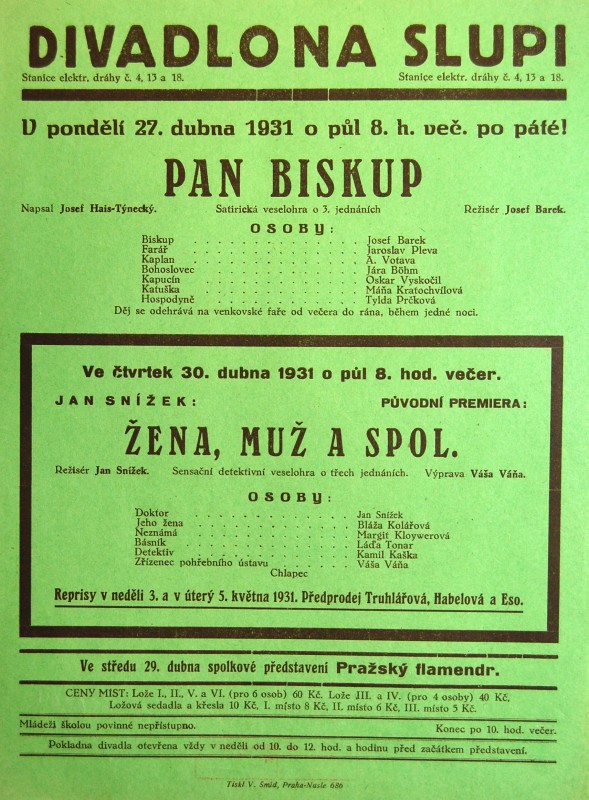 DIVADLO NA SLUPI
Stanice elektr. dráhy č. 4, 13 a 18. Stanice elektr. dráhy č. 4, 13 a 18.
V pondělí 27. dubna 1931 o půl 8. h. več. po páté!
PAN BISKUP
Napsal Josef Hais-Týnecký. Satirická veselohra o 3. jednáních Režisér Josef Barek.
OSOBY:
Biskup . . . . . . . . . . . . . Josef Barek
Farář . . . . . . . . . . . . . Jaroslav Pleva
Kaplan . . . . . . . . . . . . . A. Votava
Bohoslovec . . . . . . . . . . . . . Jára Böhm
Kapucín . . . . . . . . . . . . . Oskar Vyskočil
Katuška . . . . . . . . . . . . . Máňa Kratochvílová
Hospodyně . . . . . . . . . . . . . Tylda Prčková
Děj se odehrává na venkovské faře od večera do rána, během jedné noci.
Ve čtvrtek 30. dubna 1931 o půl 8. hod. večer.
JAN SNÍŽEK: PŮVODNÍ PREMIERA:
ŽENA, MUŽ A SPOL.
Režisér Jan Snížek. Sensační detektivní veselohra o třech jednáních. Výprava Váša Váňa.
OSOBY:
Doktor . . . . . . . . . . . . Jan Snížek
Jeho žena . . . . . . . . . . . . Bláža Kolářová
Neznámá . . . . . . . . . . . . Margit Kloywerová
Básník . . . . . . . . . . . . Láďa Tonar
Detektiv . . . . . . . . . . . . Kamil Kaška
Zřízenec pohřebního ústavu . . . . . . Váša Váňa
Chlapec
Reprisy v neděli 3. a v úterý 5. května 1931. Předprodej Truhlářová, Habelová a Eso.
Ve středu 29. dubna spolkové představení Pražský flamendr.
CENY MÍST: Lože I., II., V. a VI. (pro 6 osob) 60 Kč. Lože III. a IV. (pro 4 osoby) 40 Kč,
Ložová sedadla a křesla 10 Kč, I. místo 8 Kč, II. místo 6 Kč, III. místo 5 Kč.
Mládeži školou povinné nepřístupno. Konec po 10. hod. večer.
Pokladna divadla otevřena vždy v neděli od 10. do 12. hod. a hodinu před začátkem představení.
Tiskl V. Šmíd, Praha-Nusle 686